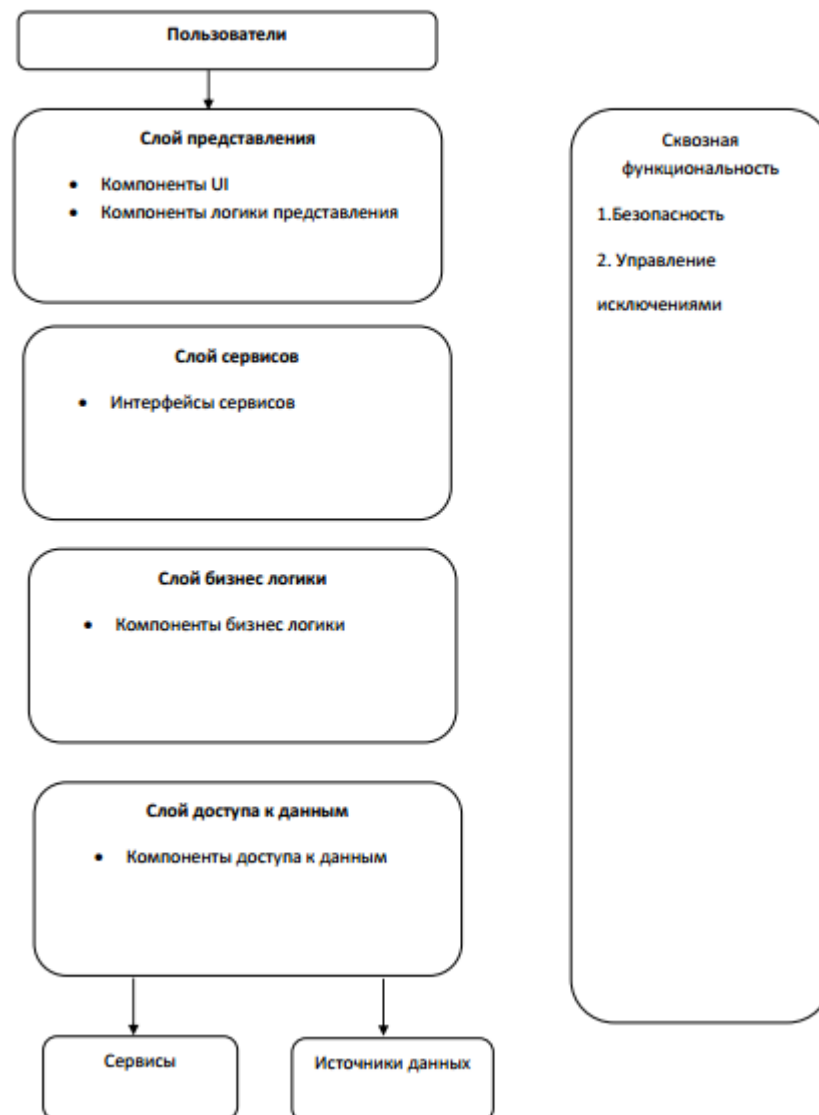 Пользователи
Слой представления
• Компоненты UI
• Компоненты логики представления
Слой сервисов
• Интерфейсы сервисов
Слой бизнес логики
• Компоненты бизнес логики
Слой доступа к данным
• Компоненты доступа к данным
Сервисы
Источники данных
Сквозная
функциональность
1.Безопасность
2. Управление
исключениями